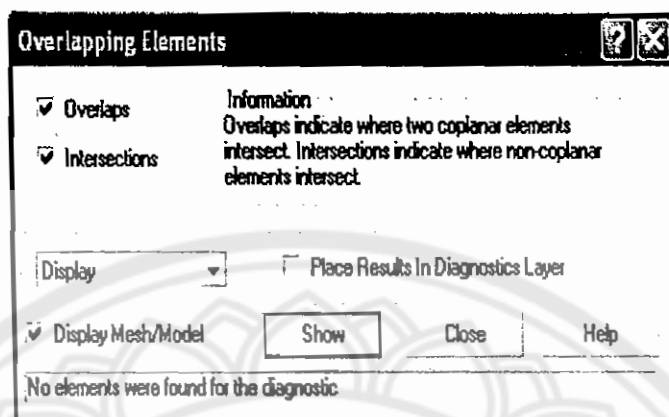 Overlapping Elements
Overlaps
Intersections
Information
Overlaps indicate where two coplanar elements
intersect. Intersections indicate where non-coplanar
elements intersect.
Display
Place Results In Diagnostics Layer
Display Mesh/Model
Show
Close
Help
No elements were found for the diagnostic